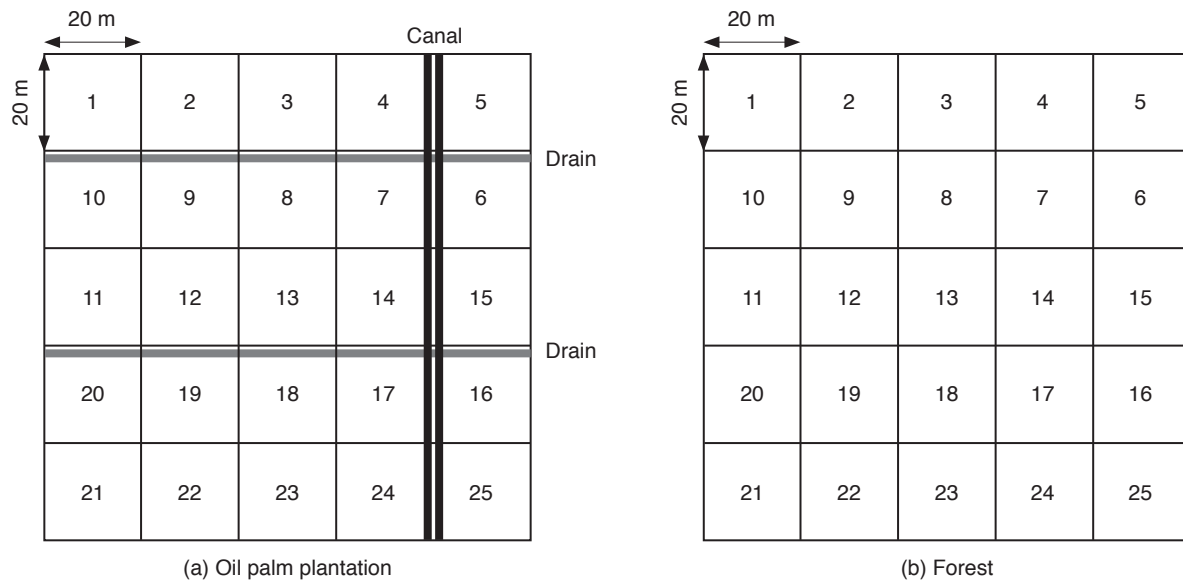 20 m
20 m
Canal
1 2 3 4 5
Drain
10 9 8 7 6
11 12 13 14 15
Drain
20 19 18 17 16
21 22 23 24 25
(a) Oil palm plantation
20 m
20 m
1 2 3 4 5
10 9 8 7 6
11 12 13 14 15
20 19 18 17 16
21 22 23 24 25
(b) Forest